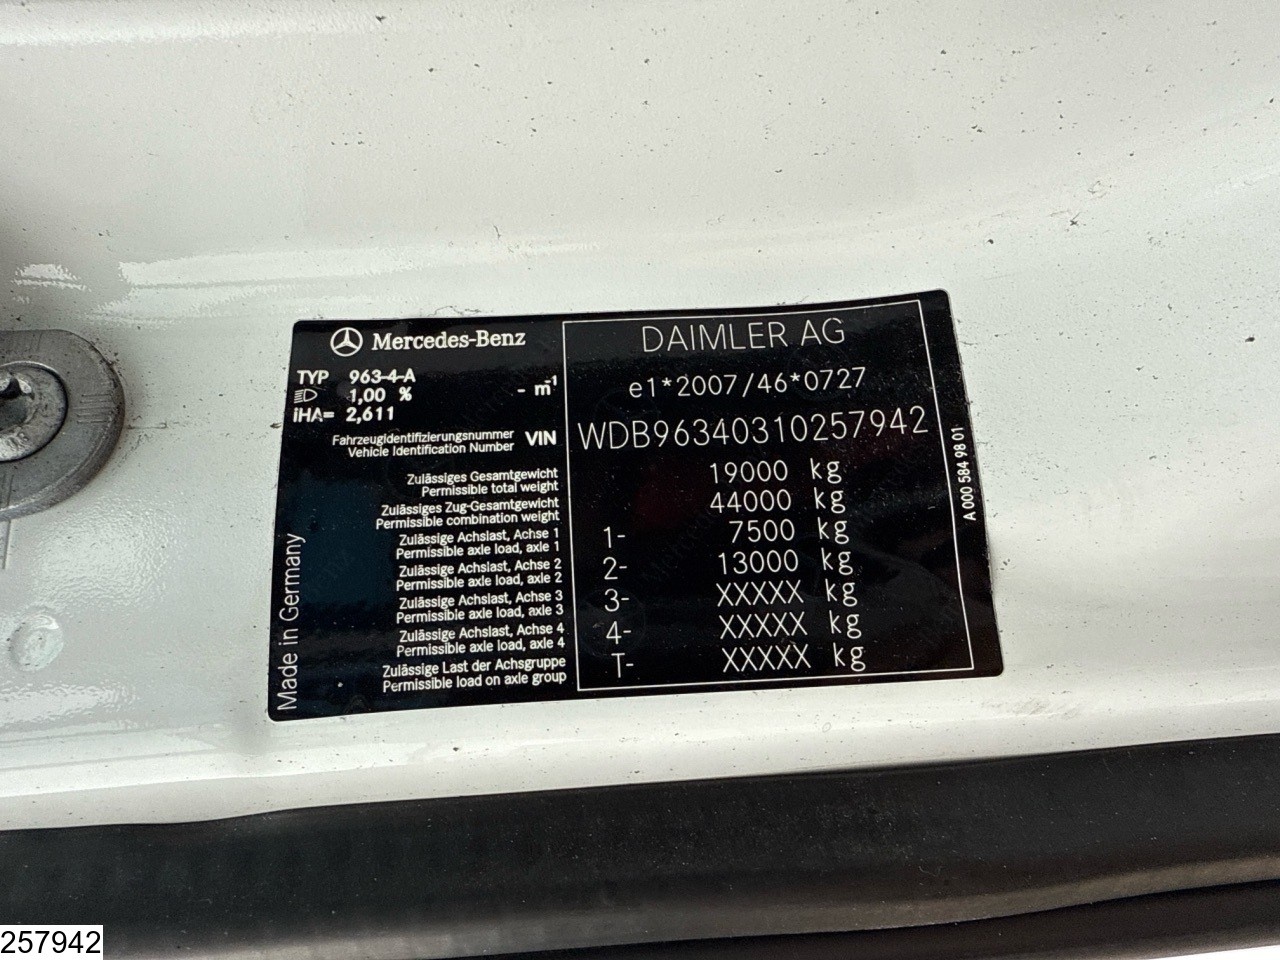 Mercedes-Benz
TYP 963-4-A
1,00 % - m-1
iHA= 2,611
Fahrzeugidentifizierungsnummer
Vehicle Identification Number
VIN
DAIMLER AG
e1*2007/46*0727
WDB96340310257942
Zulässiges Gesamtgewicht
Permissible total weight
19000 kg
Zulässiges Zug-Gesamtgewicht
Permissible combination weight
44000 kg
Zulässige Achslast, Achse 1
Permissible axle load, axle 1
1- 7500 kg
Zulässige Achslast, Achse 2
Permissible axle load, axle 2
2- 13000 kg
Zulässige Achslast, Achse 3
Permissible axle load, axle 3
3- XXXXX kg
Zulässige Achslast, Achse 4
Permissible axle load, axle 4
4- XXXXX kg
Zulässige Last der Achsgruppe
Permissible load on axle group
T- XXXXX kg
Made in Germany
A 000 584 98 01
257942